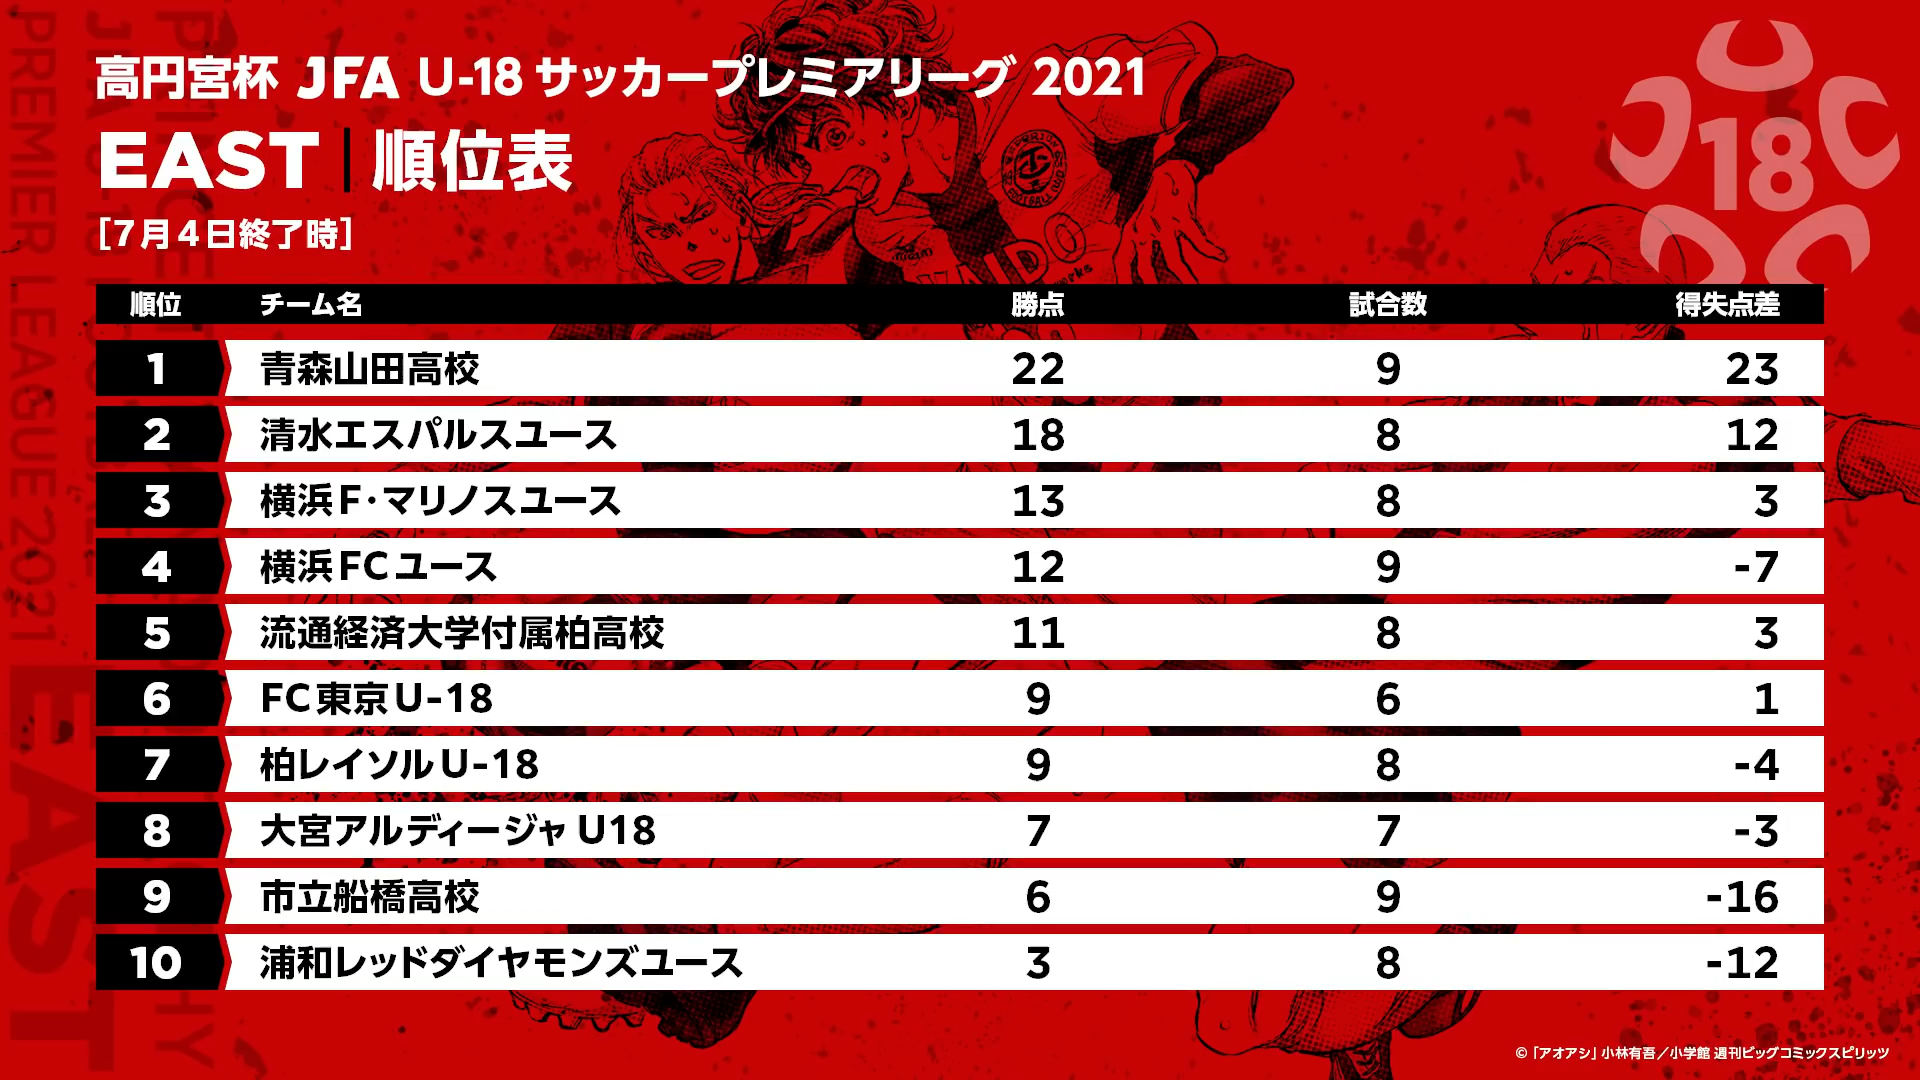 高円宮杯 JFA U-18 サッカープレミアリーグ 2021
EAST | 順位表
[7月4日終了時]
18
順位 チーム名 勝点 試合数 得失点差
1 青森山田高校 22 9 23
2 清水エスパルスユース 18 8 12
3 横浜F・マリノスユース 13 8 3
4 横浜FCユース 12 9 -7
5 流通経済大学付属柏高校 11 8 3
6 FC東京U-18 9 6 1
7 柏レイソルU-18 9 8 -4
8 大宮アルディージャ U18 7 7 -3
9 市立船橋高校 6 9 -16
10 浦和レッドダイヤモンズユース 3 8 -12
PREMIER LEAGUE 2021
EAST
© 「アオアシ」 小林有吾／小学館 週刊ビッグコミックスピリッツ